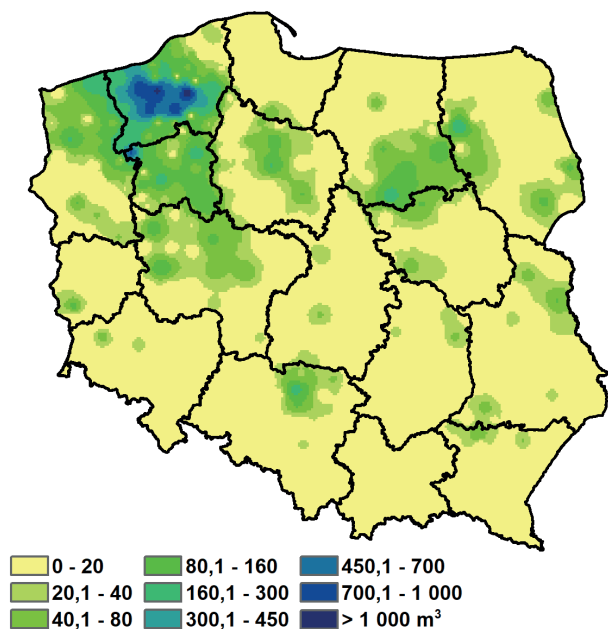 0 - 20
20,1 - 40
40,1 - 80
80,1 - 160
160,1 - 300
300,1 - 450
450,1 - 700
700,1 - 1 000
> 1 000 m³